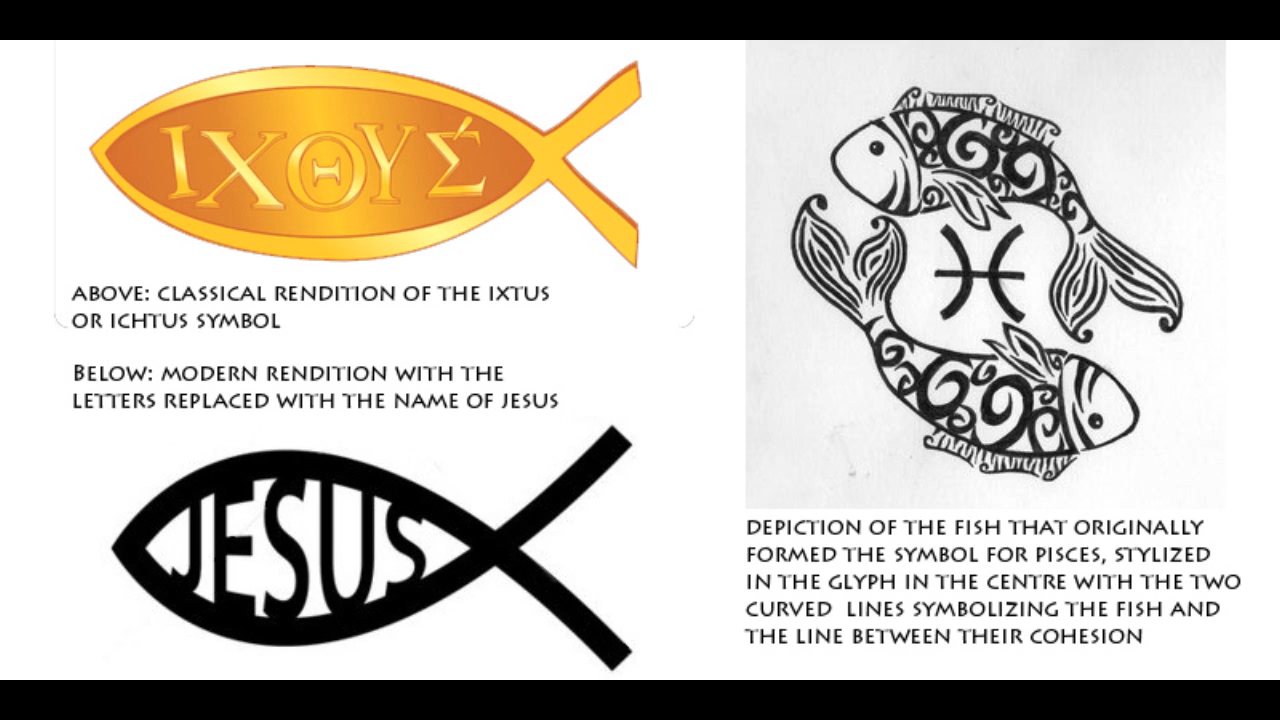 ΙΧΘΥΣ́
ABOVE: CLASSICAL RENDITION OF THE IXTUS
OR ICHTUS SYMBOL
BELOW: MODERN RENDITION WITH THE
LETTERS REPLACED WITH THE NAME OF JESUS
JESUS
DEPICTION OF THE FISH THAT ORIGINALLY
FORMED THE SYMBOL FOR PISCES, STYLIZED
IN THE GLYPH IN THE CENTRE WITH THE TWO
CURVED LINES SYMBOLIZING THE FISH AND
THE LINE BETWEEN THEIR COHESION